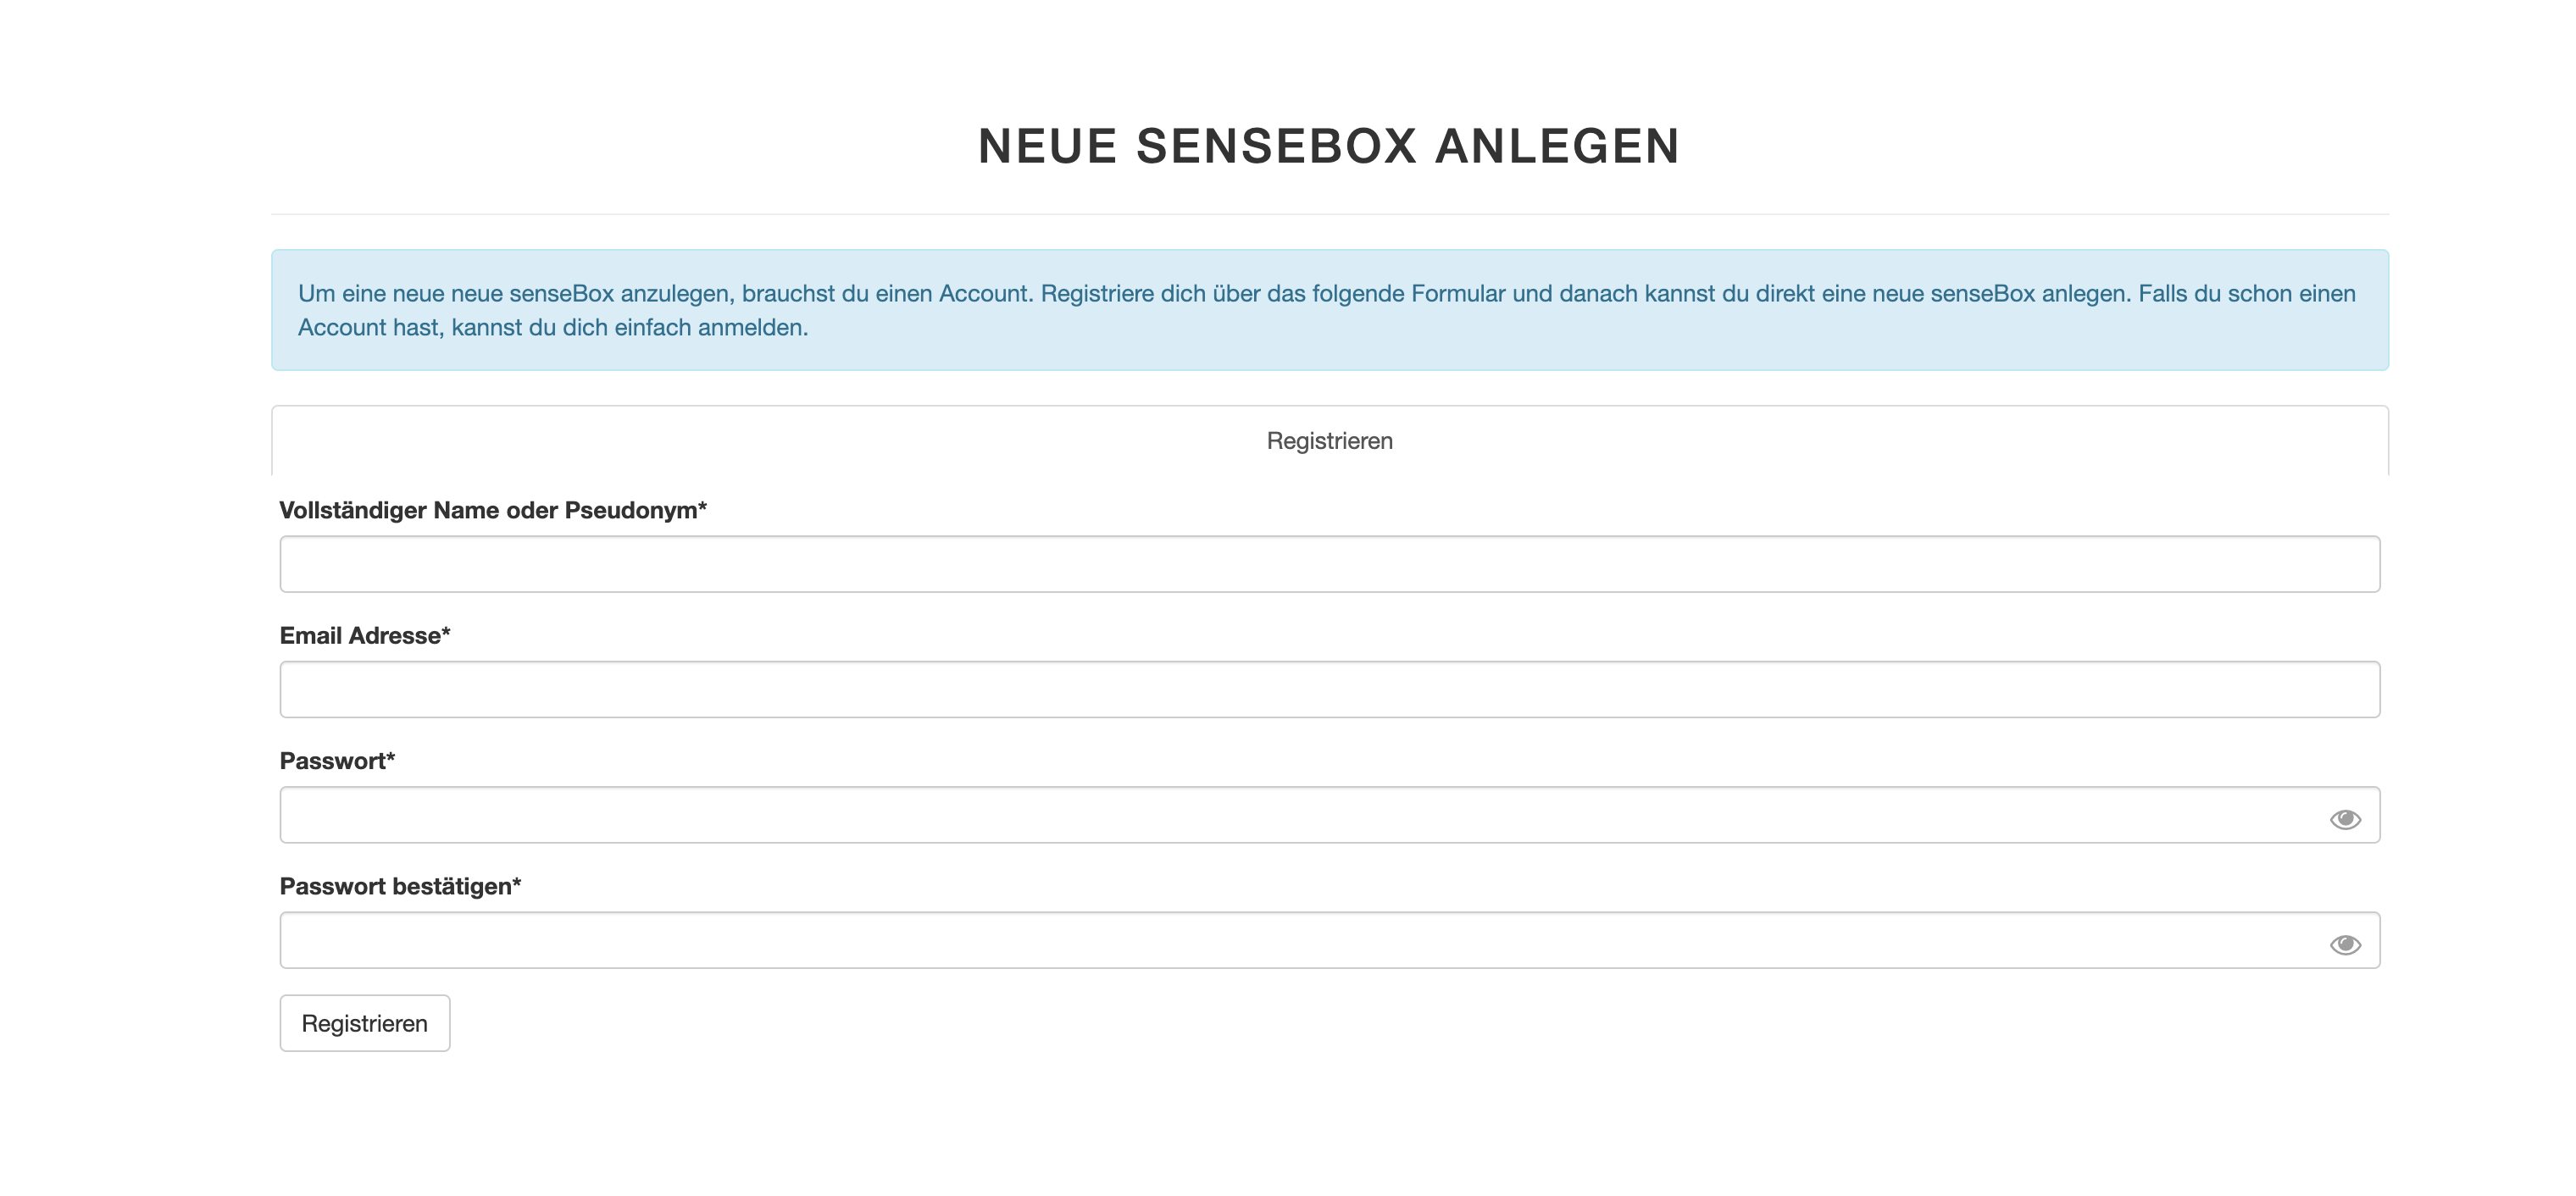 NEUE SENSEBOX ANLEGEN
Um eine neue neue senseBox anzulegen, brauchst du einen Account. Registriere dich über das folgende Formular und danach kannst du direkt eine neue senseBox anlegen. Falls du schon einen
Account hast, kannst du dich einfach anmelden.
Registrieren
Vollständiger Name oder Pseudonym*
Email Adresse*
Passwort*
Passwort bestätigen*
Registrieren